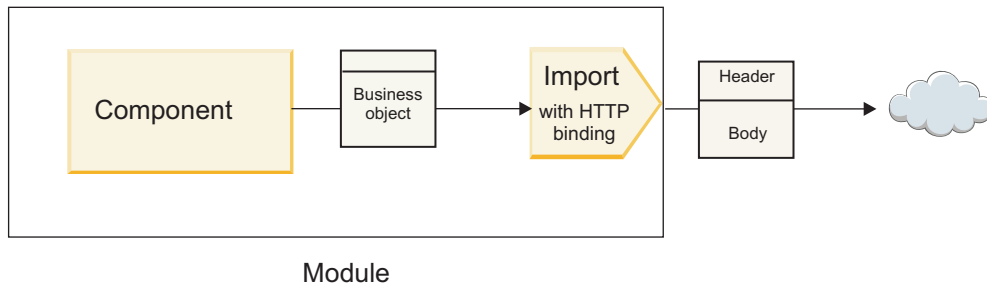 Component
Business
object
Import
with HTTP
binding
Header
Body
Module